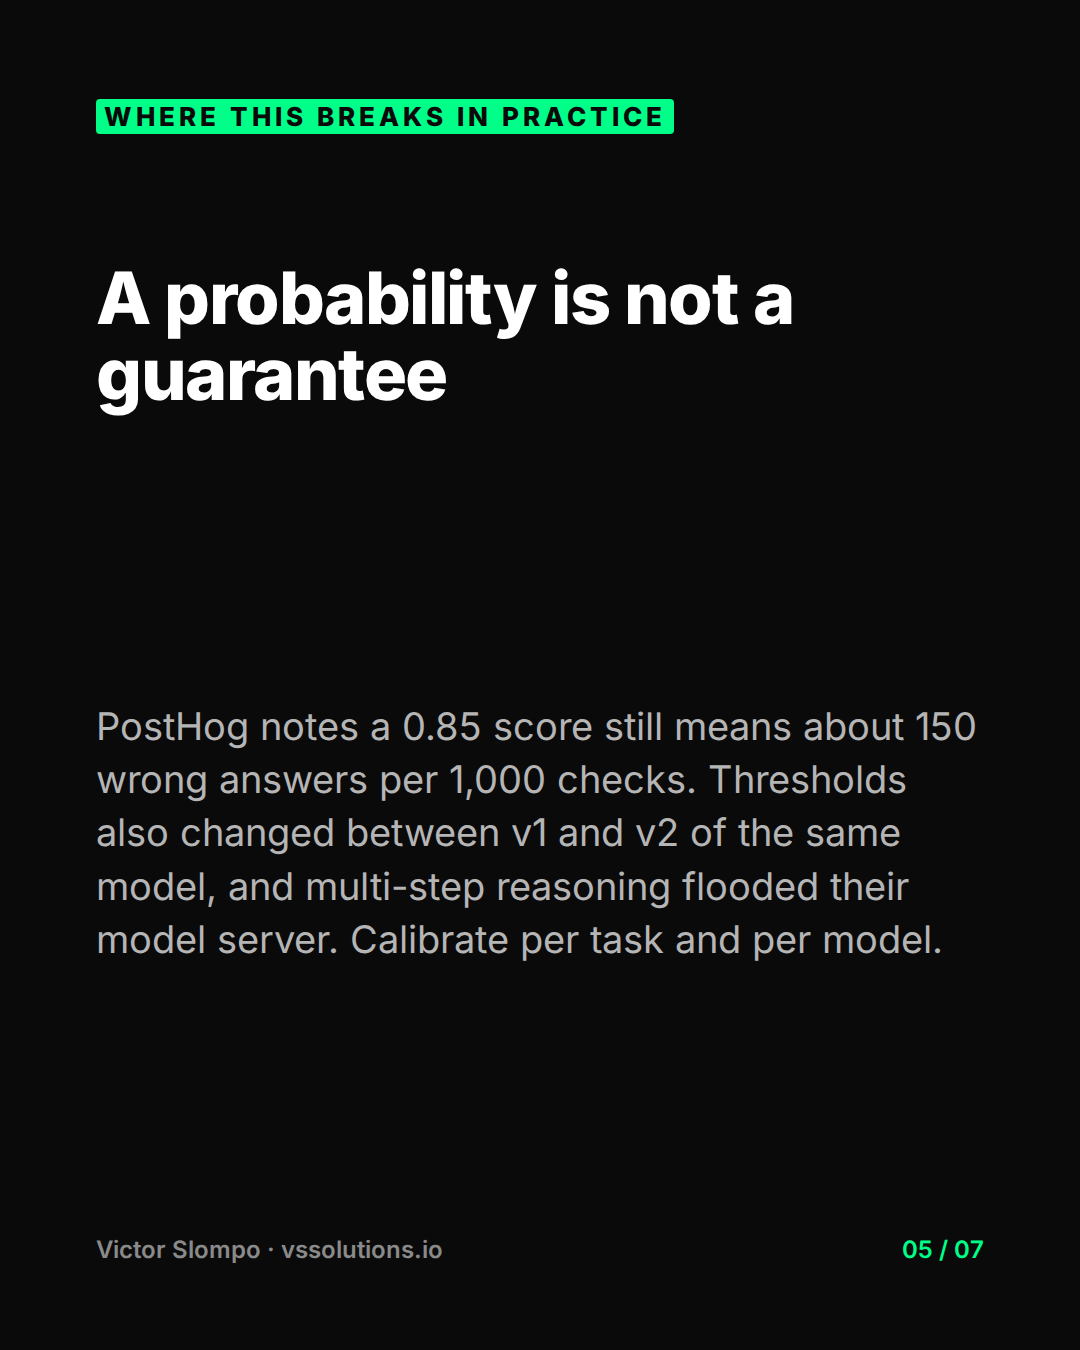 WHERE THIS BREAKS IN PRACTICE
A probability is not a
guarantee
PostHog notes a 0.85 score still means about 150
wrong answers per 1,000 checks. Thresholds
also changed between v1 and v2 of the same
model, and multi-step reasoning flooded their
model server. Calibrate per task and per model.
Victor Slompo · vssolutions.io
05 / 07